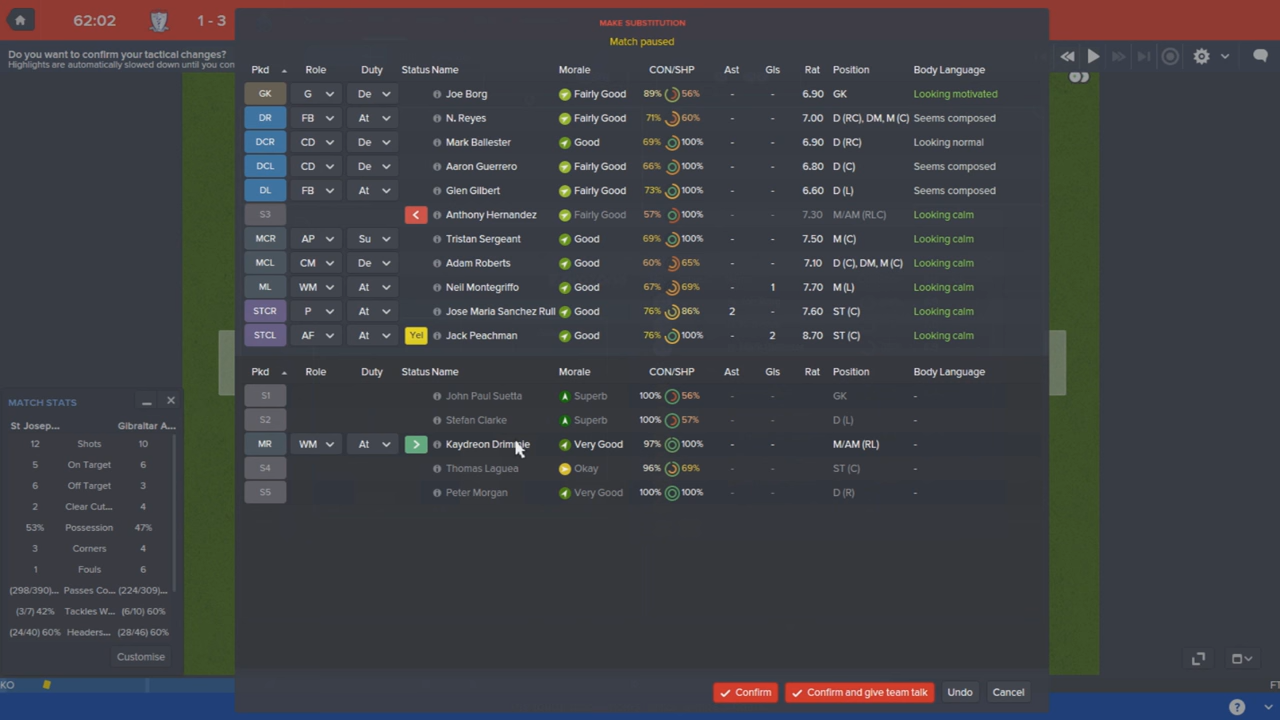 62:02 1 - 3
MAKE SUBSTITUTION
Match paused
Do you want to confirm your tactical changes?
Highlights are automatically slowed down until you con
Pkd Role Duty Status Name Morale CON/SHP Ast Gls Rat Position Body Language
GK G De Joe Borg Fairly Good 89% 56% - - 6.90 GK Looking motivated
DR FB At N. Reyes Fairly Good 71% 60% - - 7.00 D (RC), DM, M (C) Seems composed
DCR CD De Mark Ballester Good 69% 100% - - 6.90 D (RC) Looking normal
DCL CD De Aaron Guerrero Fairly Good 66% 100% - - 6.80 D (C) Seems composed
DL FB At Glen Gilbert Fairly Good 73% 100% - - 6.60 D (L) Seems composed
S3 < Anthony Hernandez Fairly Good 57% 100% - - 7.30 M/AM (RLC) Looking calm
MCR AP Su Tristan Sergeant Good 69% 100% - - 7.50 M (C) Looking calm
MCL CM De Adam Roberts Good 60% 65% - - 7.10 D (C), DM, M (C) Looking calm
ML WM At Neil Montegriffo Good 67% 69% - 1 7.70 M (L) Looking calm
STCR P At Jose Maria Sanchez Rull Good 76% 86% 2 - 7.60 ST (C) Looking calm
STCL AF At Yel Jack Peachman Good 76% 100% - 2 8.70 ST (C) Looking calm
Pkd Role Duty Status Name Morale CON/SHP Ast Gls Rat Position Body Language
S1 John Paul Suetta Superb 100% 56% - - - GK -
S2 Stefan Clarke Superb 100% 57% - - - D (L) -
MR WM At > Kaydreon Very Good 97% 100% - - - M/AM (RL) -
S4 Thomas Laguea Okay 96% 69% - - - ST (C) -
S5 Peter Morgan Very Good 100% 100% - - - D (R) -
MATCH STATS
St Josep... Gibraltar A...
12 Shots 10
5 On Target 6
6 Off Target 3
2 Clear Cut... 4
53% Possession 47%
3 Corners 4
1 Fouls 6
(298/390)... Passes Co... (224/309)...
(3/7) 42% Tackles W... (6/10) 60%
(24/40) 60% Headers... (28/46) 60%
Customise
KO FT
Confirm Confirm and give team talk Undo Cancel
?